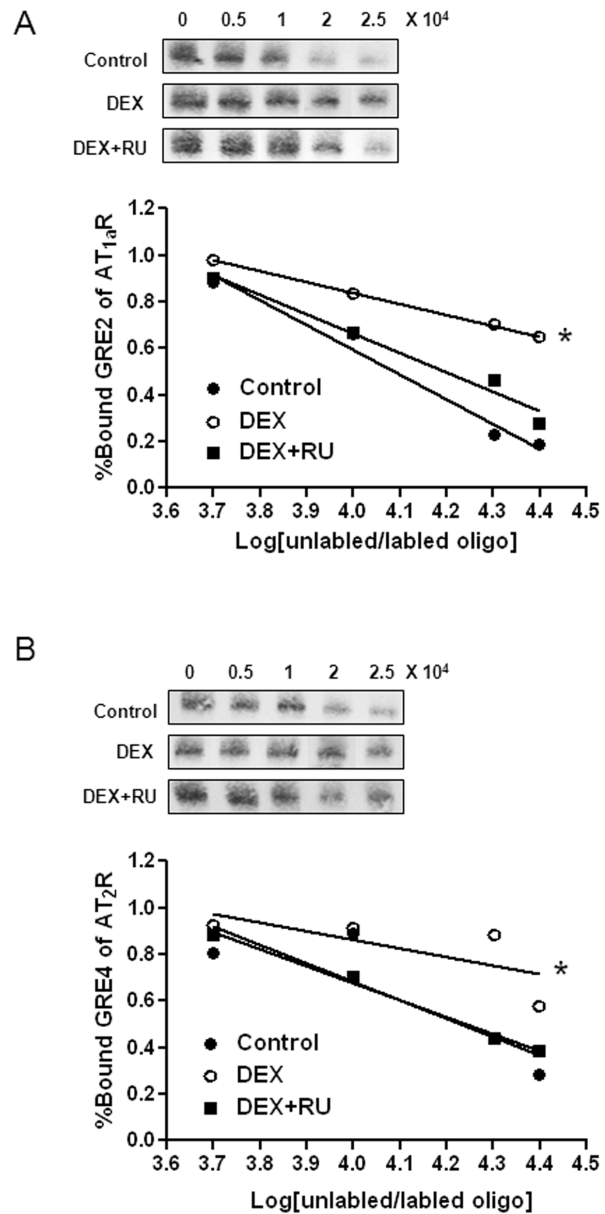 A
0 0.5 1 2 2.5 X 10⁴
Control
DEX
DEX+RU
%Bound GRE2 of AT₁ₐR
1.2
1.0
0.8
0.6
0.4
0.2
0.0
Control
DEX
DEX+RU
*
3.6 3.7 3.8 3.9 4.0 4.1 4.2 4.3 4.4 4.5
Log[unlabled/labled oligo]
B
0 0.5 1 2 2.5 X 10⁴
Control
DEX
DEX+RU
%Bound GRE4 of AT₂R
1.2
1.0
0.8
0.6
0.4
0.2
0.0
Control
DEX
DEX+RU
*
3.6 3.7 3.8 3.9 4.0 4.1 4.2 4.3 4.4 4.5
Log[unlabled/labled oligo]